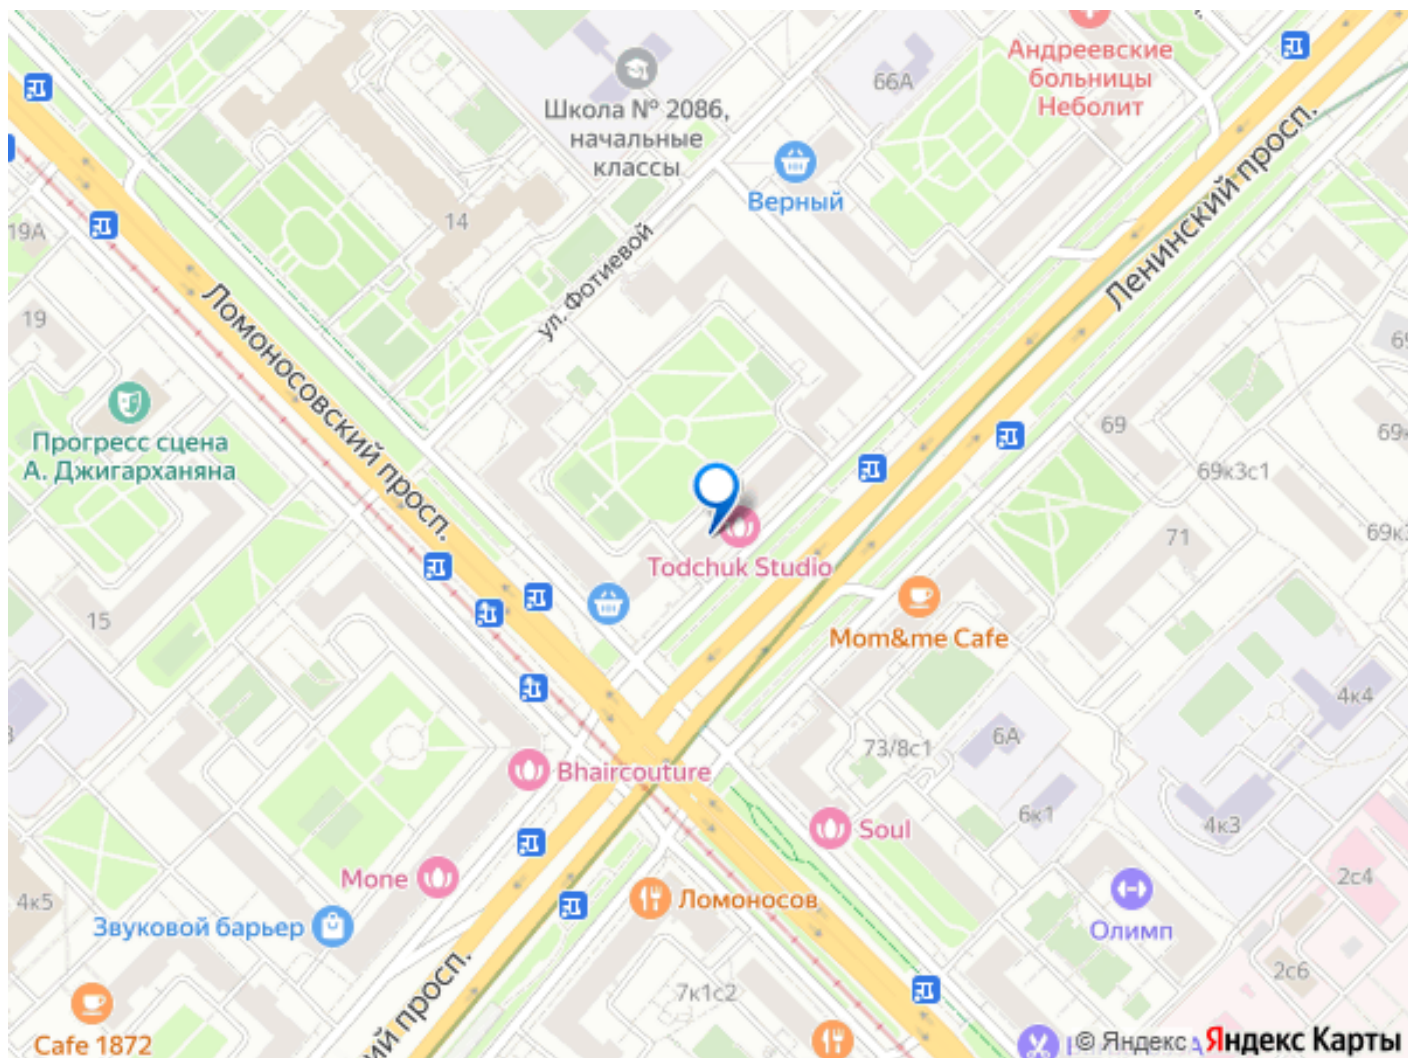 Андреевские
больницы
Неболит
66А
Школа № 2086,
начальные
классы
Верный
Ленинский просп.
14
19А
ул. Фотиевой
Ломоносовский просп.
19
69
69к3с1
Прогресс сцена
А. Джигарханяна
71
Todchuk Studio
15
Mom&me Cafe
4к4
6А
73/8с1
Bhaircouture
6к1
4к3
Soul
Mone
2с4
Ломоносов
4к5
Звуковой барьер
Олимп
2с6
7к1с2
ий просп.
Cafe 1872
© Яндекс
Яндекс Карты